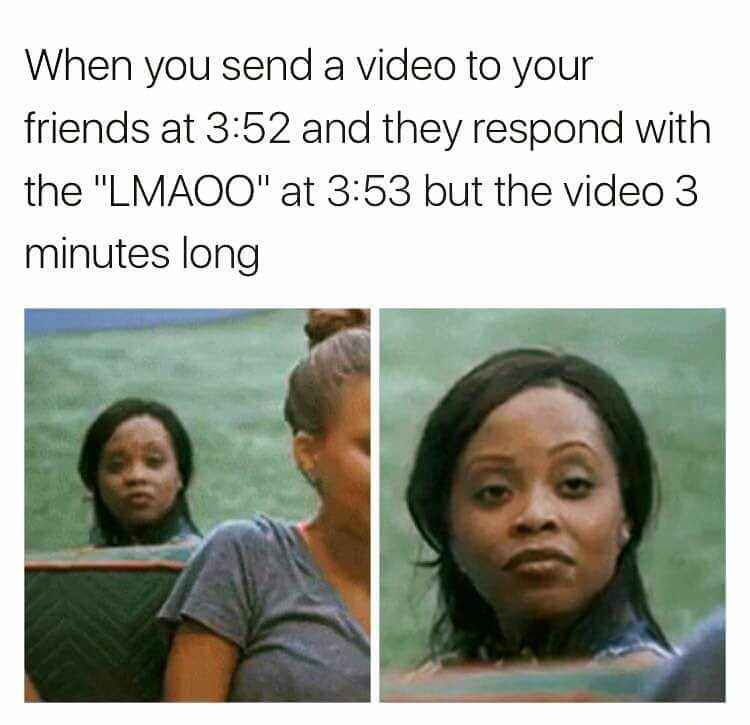 When you send a video to your
friends at 3:52 and they respond with
the "LMAOO" at 3:53 but the video 3
minutes long